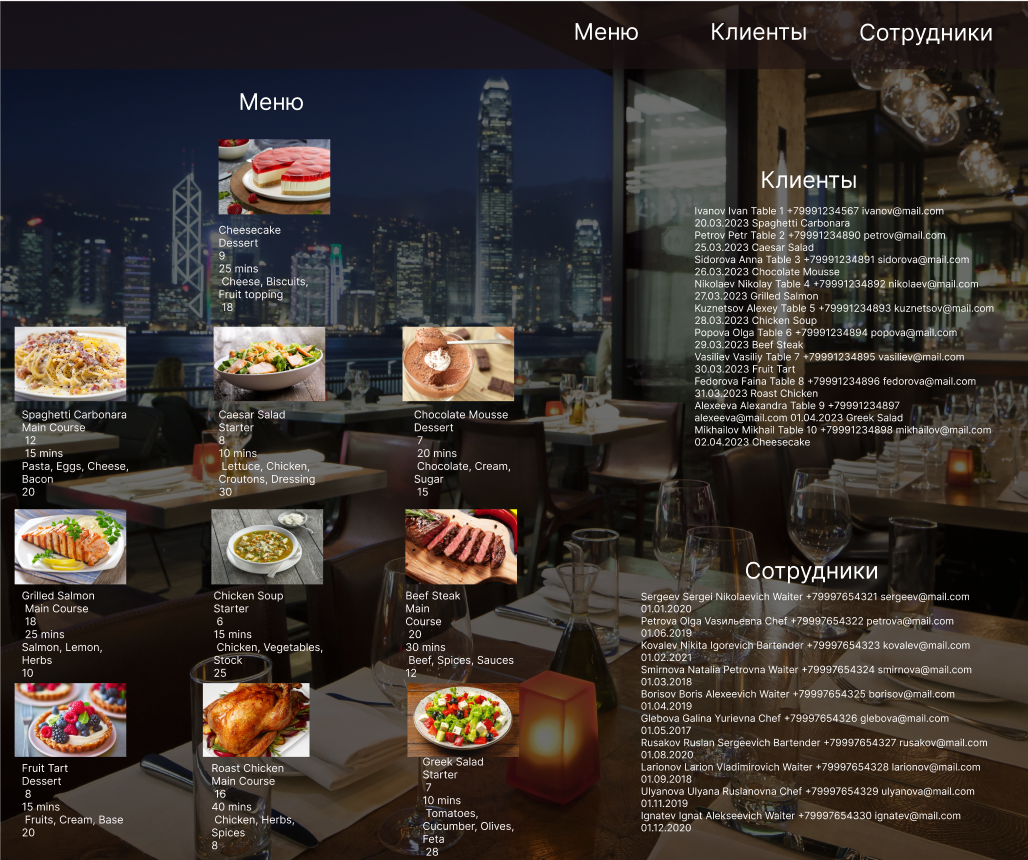 Меню
Клиенты
Сотрудники
Меню
Cheesecake
Dessert
9
25 mins
Cheese, Biscuits,
Fruit topping
18
Spaghetti Carbonara
Main Course
12
15 mins
Pasta, Eggs, Cheese,
Bacon
20
Caesar Salad
Starter
8
10 mins
Lettuce, Chicken,
Croutons, Dressing
30
Chocolate Mousse
Dessert
7
20 mins
Chocolate, Cream,
Sugar
15
Grilled Salmon
Main Course
18
25 mins
Salmon, Lemon,
Herbs
10
Chicken Soup
Starter
6
15 mins
Chicken, Vegetables,
Stock
25
Beef Steak
Main
Course
20
30 mins
Beef, Spices, Sauces
12
Fruit Tart
Dessert
8
15 mins
Fruits, Cream, Base
20
Roast Chicken
Main Course
16
40 mins
Chicken, Herbs,
Spices
8
Greek Salad
Starter
7
10 mins
Tomatoes,
Cucumber, Olives,
Feta
28
Клиенты
Ivanov Ivan Table 1 +79991234567 ivanov@mail.com
20.03.2023 Spaghetti Carbonara
Petrov Petr Table 2 +79991234890 petrov@mail.com
25.03.2023 Caesar Salad
Sidorova Anna Table 3 +79991234891 sidorova@mail.com
26.03.2023 Chocolate Mousse
Nikolaev Nikolay Table 4 +79991234892 nikolaev@mail.com
27.03.2023 Grilled Salmon
Kuznetsov Alexey Table 5 +79991234893 kuznetsov@mail.com
28.03.2023 Chicken Soup
Popova Olga Table 6 +79991234894 popova@mail.com
29.03.2023 Beef Steak
Vasiliev Vasiliy Table 7 +79991234895 vasiliev@mail.com
30.03.2023 Fruit Tart
Fedorova Faina Table 8 +79991234896 fedorova@mail.com
31.03.2023 Roast Chicken
Alexeeva Alexandra Table 9 +79991234897
alexeeva@mail.com 01.04.2023 Greek Salad
Mikhailov Mikhail Table 10 +79991234898 mikhailov@mail.com
02.04.2023 Cheesecake
Сотрудники
Sergeev Sergei Nikolaevich Waiter +79997654321 sergeev@mail.com
01.01.2020
Petrova Olga Vasильевна Chef +79997654322 petrova@mail.com
01.06.2019
Kovalev Nikita Igorevich Bartender +79997654323 kovalev@mail.com
01.02.2021
Smirnova Natalia Petrovna Waiter +79997654324 smirnova@mail.com
01.03.2018
Borisov Boris Alexeevich Waiter +79997654325 borisov@mail.com
01.04.2019
Glebova Galina Yurievna Chef +79997654326 glebova@mail.com
01.05.2017
Rusakov Ruslan Sergeevich Bartender +79997654327 rusakov@mail.com
01.08.2020
Larionov Larion Vladimirovich Waiter +79997654328 larionov@mail.com
01.09.2018
Ulyanova Ulyana Ruslanovna Chef +79997654329 ulyanova@mail.com
01.11.2019
Ignatev Ignat Alekseevich Waiter +79997654330 ignatev@mail.com
01.12.2020